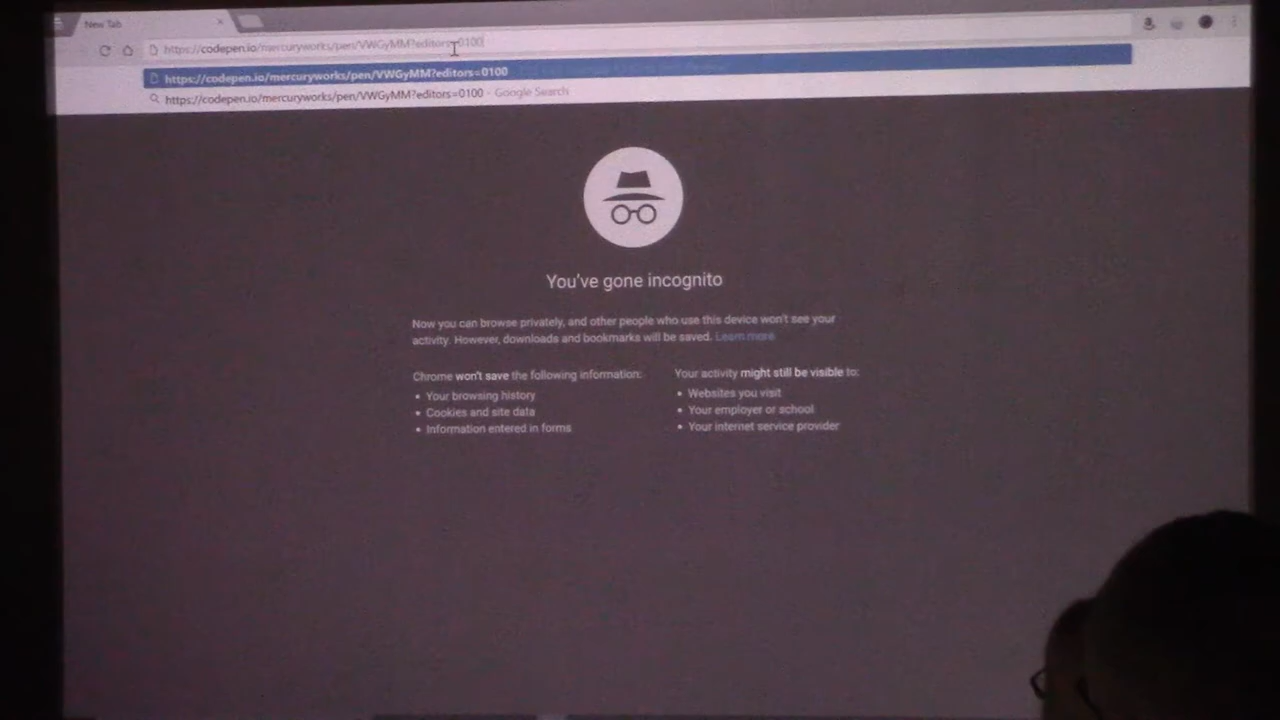 New Tab
https://codepen.io/mercuryworks/pen/VWGyMM?editors=0100
https://codepen.io/mercuryworks/pen/VWGyMM?editors=0100
https://codepen.io/mercuryworks/pen/VWGyMM?editors=0100 - Google Search
You've gone incognito
Now you can browse privately, and other people who use this device won't see your
activity. However, downloads and bookmarks will be saved. Learn more
Chrome won't save the following information:
• Your browsing history
• Cookies and site data
• Information entered in forms
Your activity might still be visible to:
• Websites you visit
• Your employer or school
• Your internet service provider